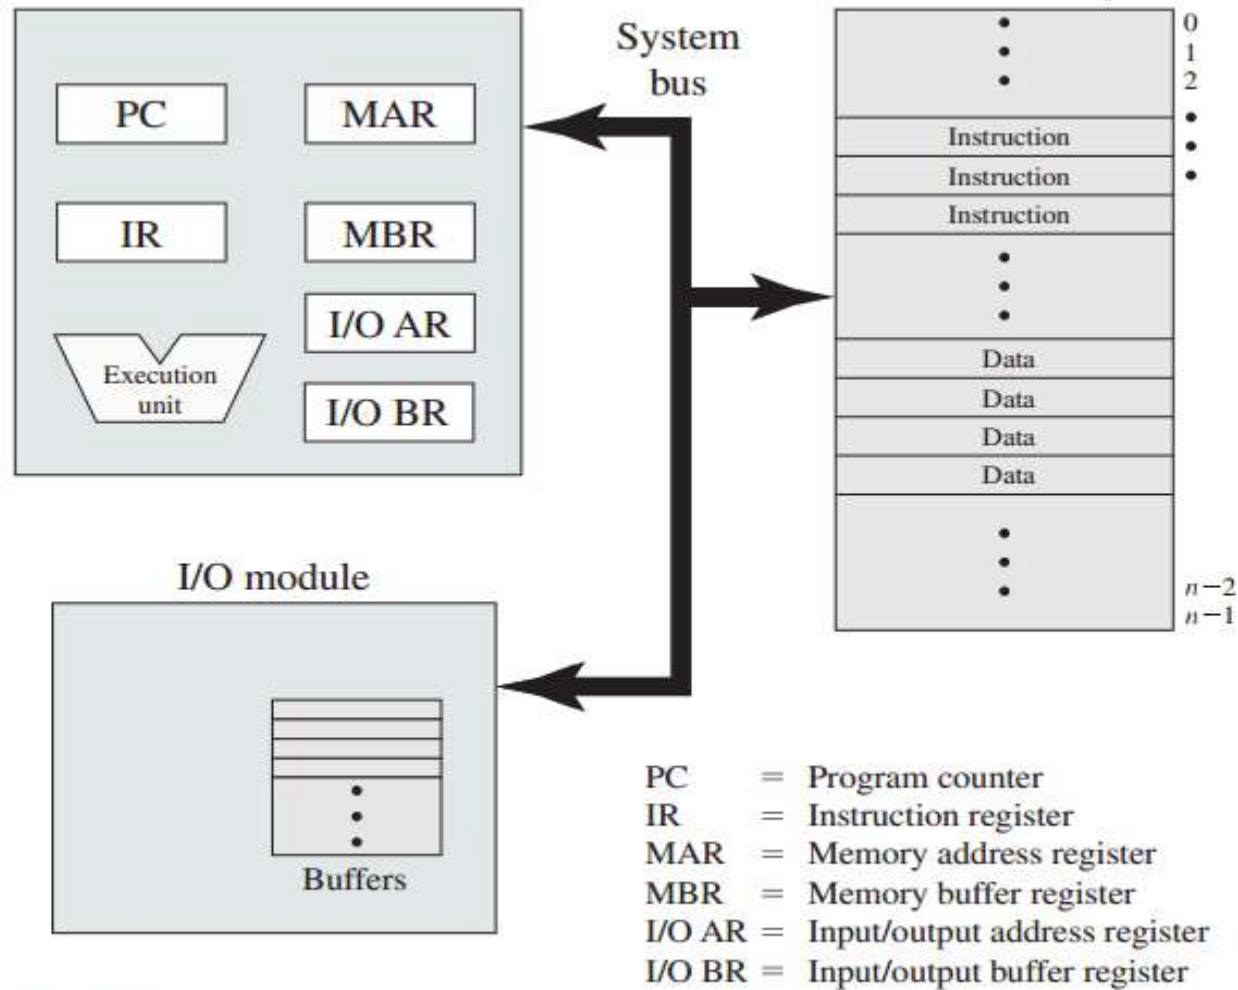 System
bus
PC
MAR
IR
MBR
I/O AR
I/O BR
Execution
unit
0
1
2
Instruction
Instruction
Instruction
Data
Data
Data
Data
n−2
n−1
I/O module
Buffers
PC = Program counter
IR = Instruction register
MAR = Memory address register
MBR = Memory buffer register
I/O AR = Input/output address register
I/O BR = Input/output buffer register